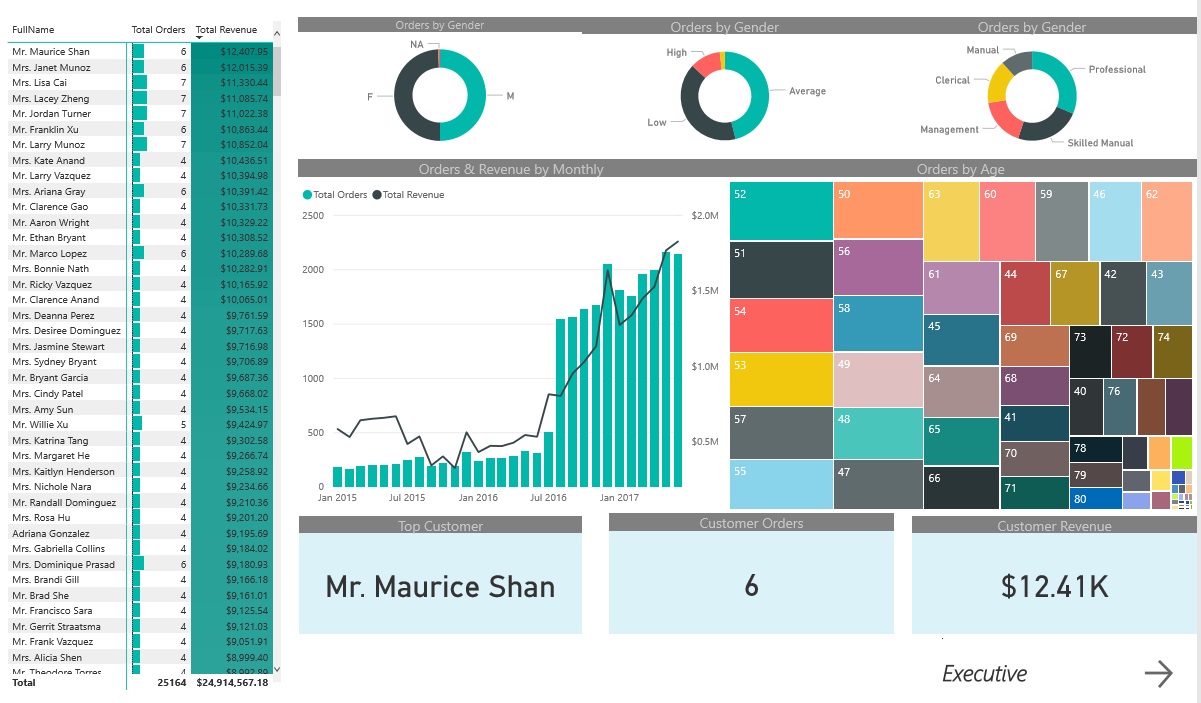 FullName Total Orders Total Revenue
Mr. Maurice Shan 6 $12,407.95
Mrs. Janet Munoz 6 $12,015.39
Mrs. Lisa Cai 7 $11,330.44
Mrs. Lacey Zheng 7 $11,085.74
Mr. Jordan Turner 7 $11,022.38
Mr. Franklin Xu 6 $10,863.44
Mr. Larry Munoz 7 $10,852.04
Mrs. Kate Anand 4 $10,436.51
Mr. Larry Vazquez 4 $10,394.98
Mrs. Ariana Gray 6 $10,391.42
Mr. Clarence Gao 4 $10,331.73
Mr. Aaron Wright 4 $10,329.22
Mr. Ethan Bryant 4 $10,308.52
Mr. Marco Lopez 6 $10,289.68
Mrs. Bonnie Nath 4 $10,282.91
Mr. Ricky Vazquez 4 $10,165.92
Mr. Clarence Anand 4 $10,065.01
Mrs. Deanna Perez 4 $9,761.59
Mrs. Desiree Dominguez 4 $9,717.63
Mrs. Jasmine Stewart 4 $9,716.98
Mrs. Sydney Bryant 4 $9,706.89
Mr. Bryant Garcia 4 $9,687.36
Mrs. Cindy Patel 4 $9,668.02
Mrs. Amy Sun 4 $9,534.15
Mr. Willie Xu 5 $9,424.97
Mrs. Katrina Tang 4 $9,302.58
Mrs. Margaret He 4 $9,266.74
Mrs. Kaitlyn Henderson 4 $9,258.92
Mrs. Nichole Nara 4 $9,234.66
Mr. Randall Dominguez 4 $9,210.36
Mrs. Rosa Hu 4 $9,201.20
Adriana Gonzalez 4 $9,195.69
Mrs. Gabriella Collins 4 $9,184.02
Mrs. Dominique Prasad 6 $9,180.93
Mrs. Brandi Gill 4 $9,166.18
Mr. Brad She 4 $9,161.01
Mr. Francisco Sara 4 $9,125.54
Mr. Gerrit Straatsma 4 $9,121.03
Mr. Frank Vazquez 4 $9,051.91
Mrs. Alicia Shen 4 $8,999.40
Mr. Theodore Torres 4 $8,992.89
Total 25164 $24,914,567.18
Orders by Gender
NA
F
M
Orders by Gender
High
Average
Low
Orders by Gender
Manual
Professional
Clerical
Management
Skilled Manual
Orders & Revenue by Monthly
Total Orders Total Revenue
2500 $2.0M
2000
$1.5M
1500
1000 $1.0M
500 $0.5M
0
Jan 2015 Jul 2015 Jan 2016 Jul 2016 Jan 2017
Orders by Age
52 50 63 60 59 46 62
51 56 61 44 67 42 43
54 58 45 69 73 72 74
53 49 64 68 40 76
57 48 65 41 78
55 47 66 70 79
71 80
Top Customer
Mr. Maurice Shan
Customer Orders
6
Customer Revenue
$12.41K
Executive